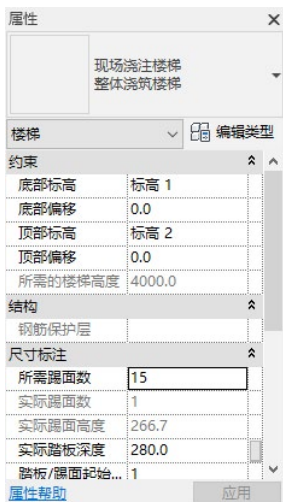 属性
现场浇注楼梯
整体浇筑楼梯
楼梯 编辑类型
约束
底部标高 标高 1
底部偏移 0.0
顶部标高 标高 2
顶部偏移 0.0
所需的楼梯高度 4000.0
结构
钢筋保护层
尺寸标注
所需踢面数 15
实际踢面数 1
实际踢面高度 266.7
实际踏板深度 280.0
踏板/踢面起始... 1
属性帮助 应用